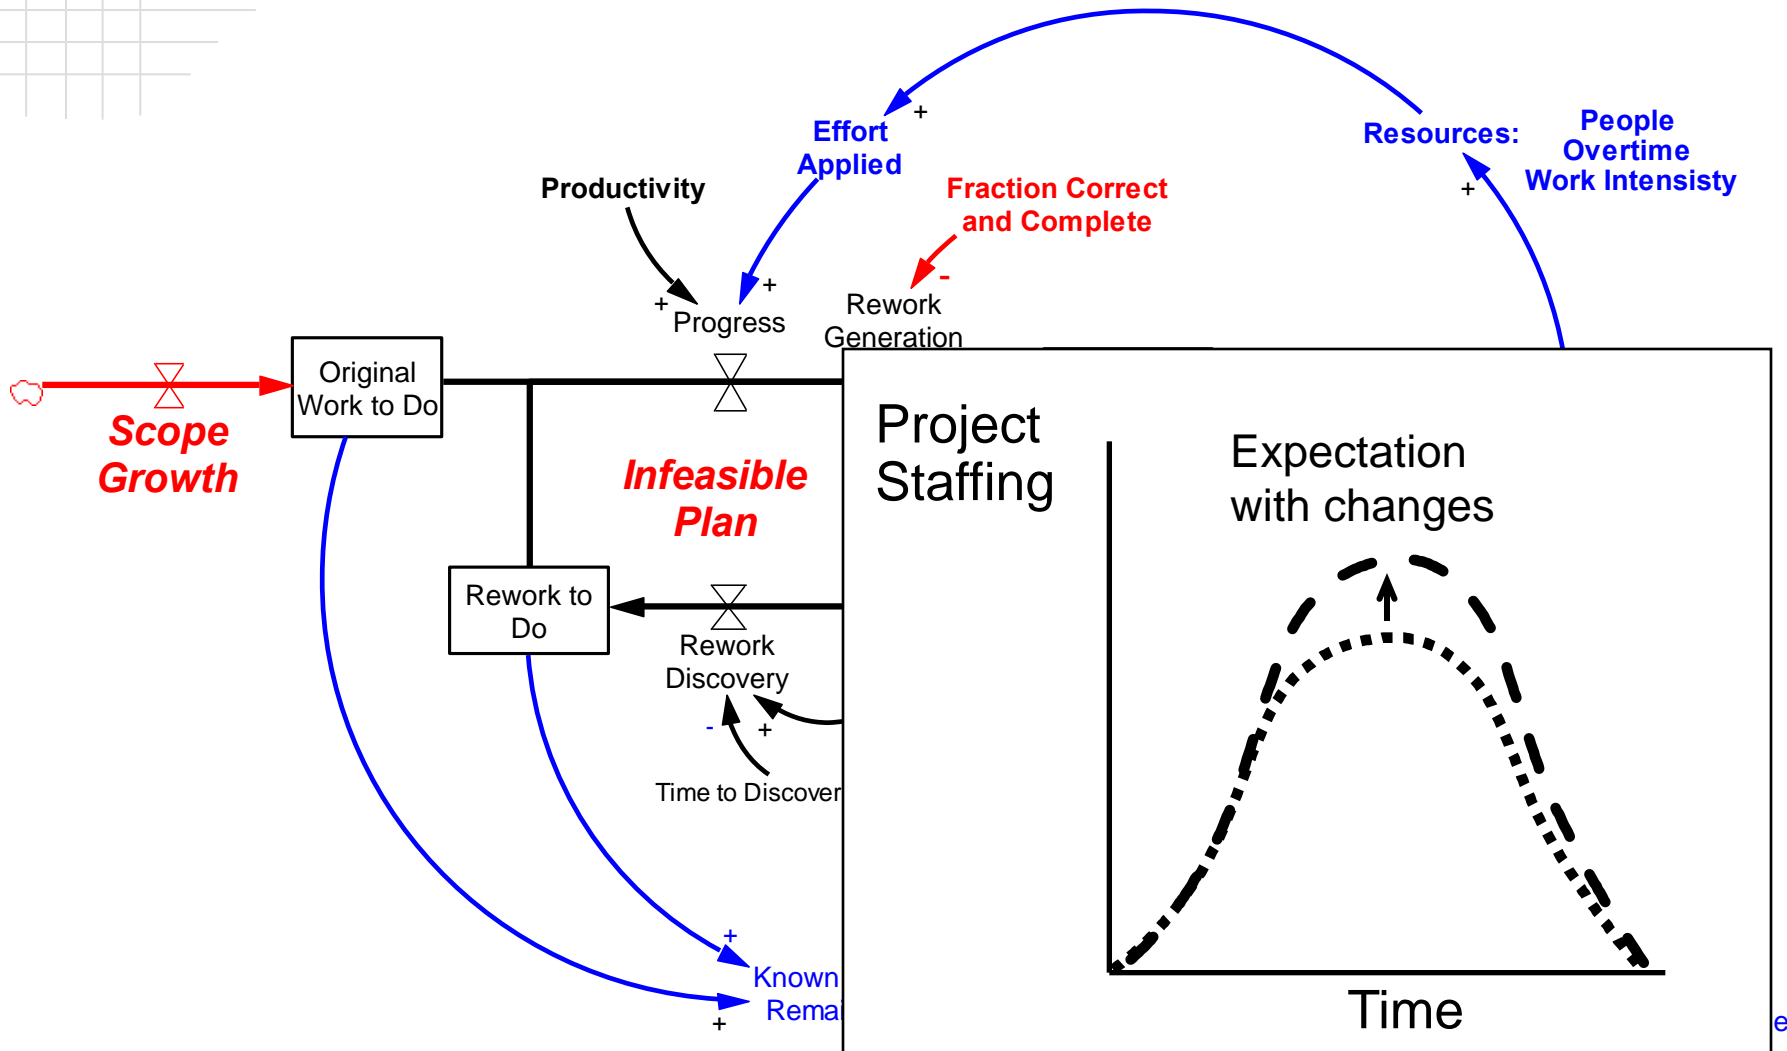 +
Effort
Applied
Resources:
People
Overtime
Work Intensisty
+
Productivity
Fraction Correct
and Complete
-
+
+
Progress
Rework
Generation
Original
Work to Do
Scope
Growth
Infeasible
Plan
Rework to
Do
Rework
Discovery
-
+
Time to Discover
+
Known
Remai
+
Project
Staffing
Expectation
with changes
Time
e